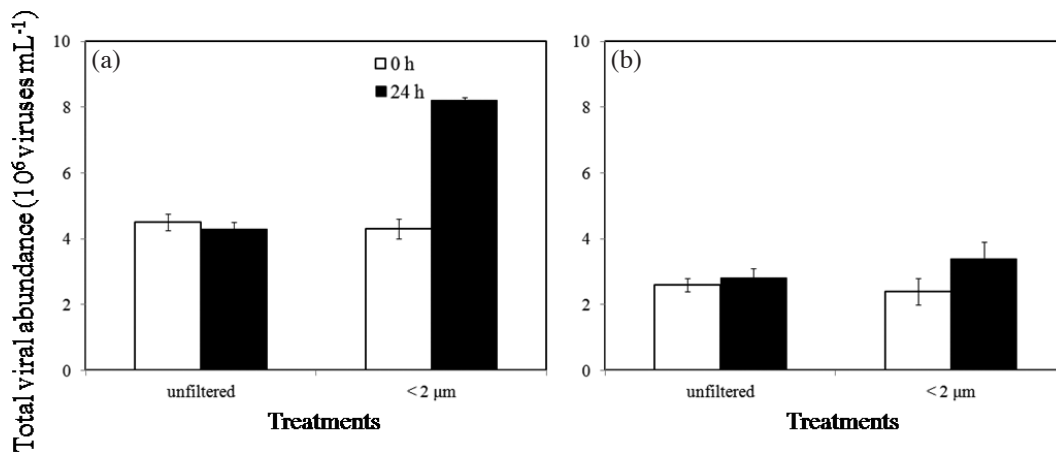 Total viral abundance (10⁶ viruses mL⁻¹)
(a)
0 h
24 h
10
8
6
4
2
0
unfiltered
< 2 μm
Treatments
(b)
10
8
6
4
2
0
unfiltered
< 2 μm
Treatments